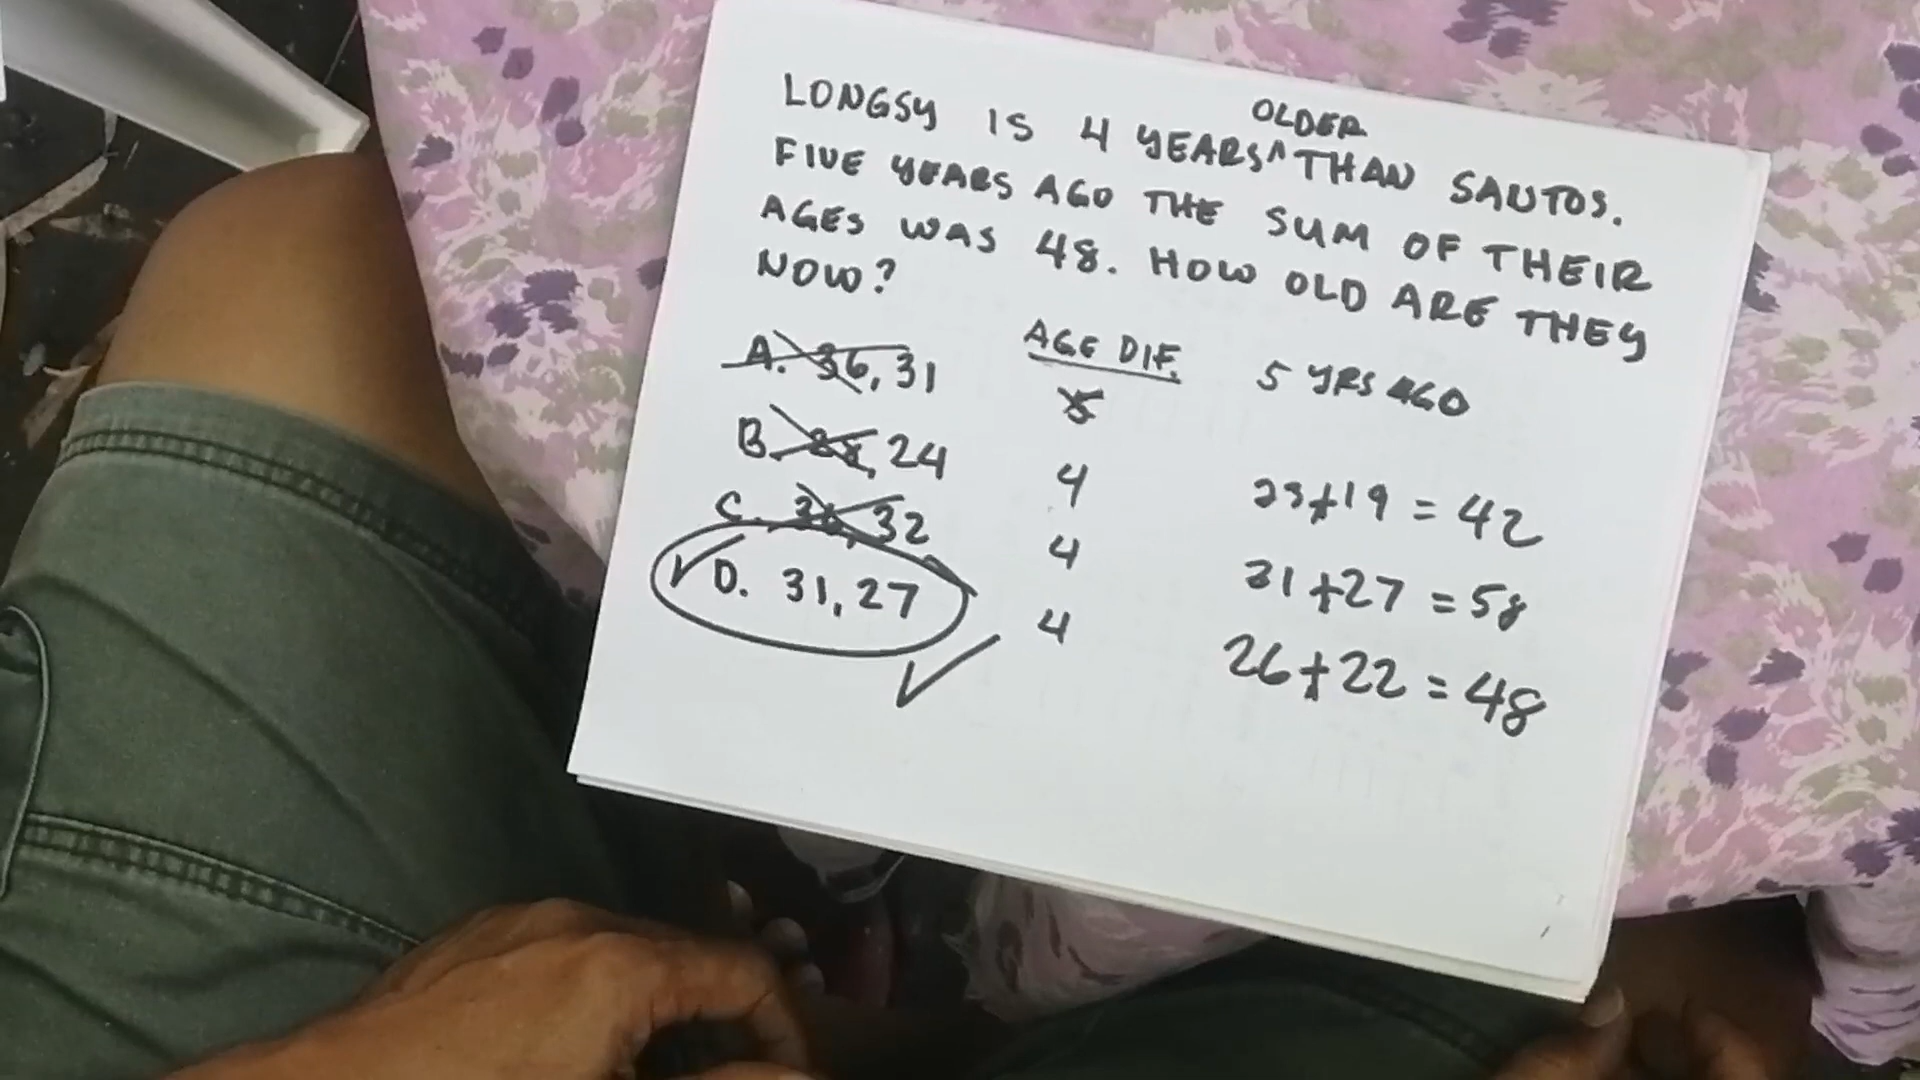 LONGSY IS 4 YEARS^ OLDER THAN SANTOS.
FIVE YEARS AGO THE SUM OF THEIR
AGES WAS 48. HOW OLD ARE THEY
NOW?
AGE DIF. 5 YRS AGO
A. 36, 31 5
B. 28, 24 4 23+19 = 42
C. 36, 32 4 31+27 = 58
D. 31, 27 4 26+22 = 48